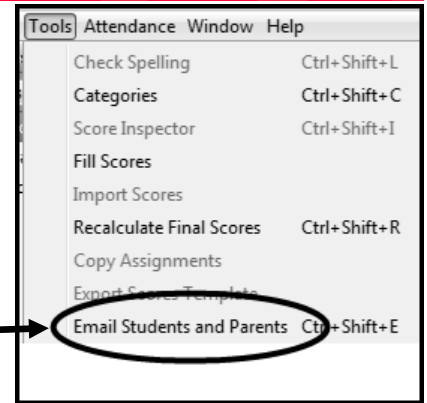 Tools Attendance Window Help
Check Spelling Ctrl+Shift+L
Categories Ctrl+Shift+C
Score Inspector Ctrl+Shift+I
Fill Scores
Import Scores
Recalculate Final Scores Ctrl+Shift+R
Copy Assignments
Export Scores Template
Email Students and Parents Ctrl+Shift+E